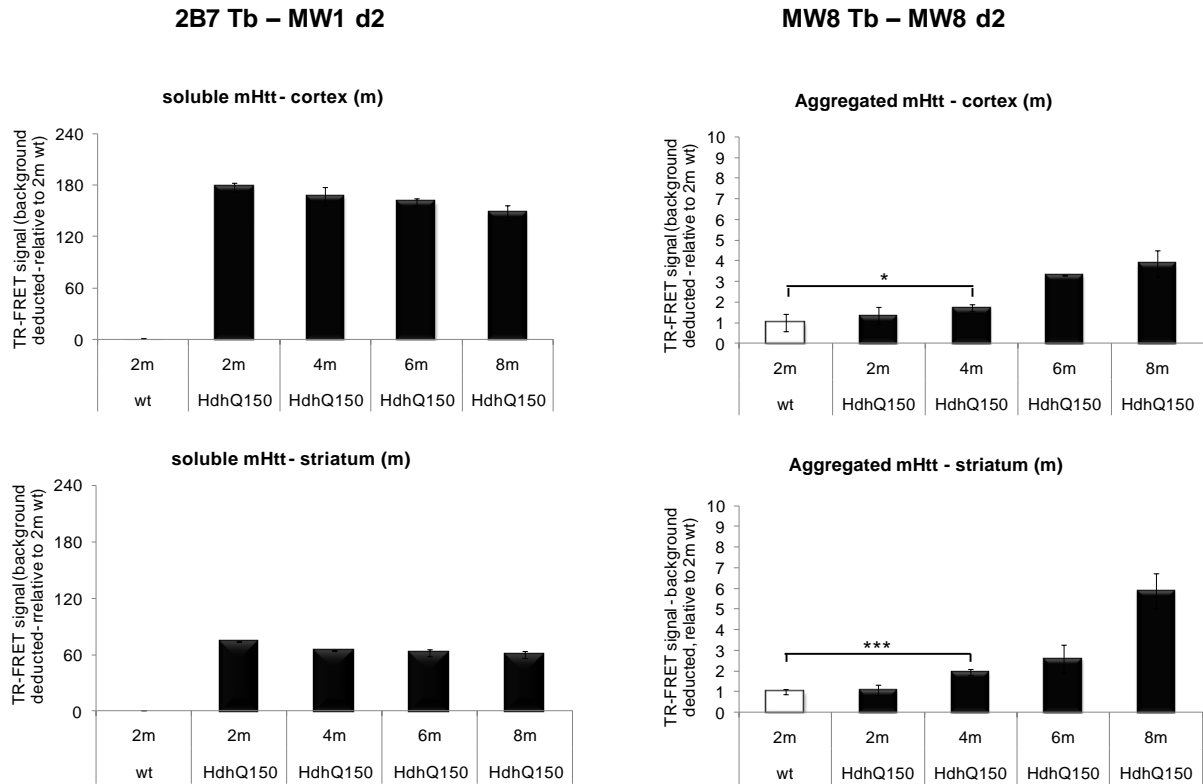 2B7 Tb – MW1 d2
MW8 Tb – MW8 d2
soluble mHtt - cortex (m)
TR-FRET signal (background
deducted - relative to 2m wt)
240
180
120
60
0
2m 2m 4m 6m 8m
wt HdhQ150 HdhQ150 HdhQ150 HdhQ150
Aggregated mHtt - cortex (m)
TR-FRET signal (background
deducted - relative to 2m wt)
10
9
8
7
6
5
4
3
2
1
0
*
2m 2m 4m 6m 8m
wt HdhQ150 HdhQ150 HdhQ150 HdhQ150
soluble mHtt - striatum (m)
TR-FRET signal (background
deducted - rrelative to 2m wt)
240
180
120
60
0
2m 2m 4m 6m 8m
wt HdhQ150 HdhQ150 HdhQ150 HdhQ150
Aggregated mHtt - striatum (m)
TR-FRET signal - background
deducted, relative to 2m wt)
10
9
8
7
6
5
4
3
2
1
0
***
2m 2m 4m 6m 8m
wt HdhQ150 HdhQ150 HdhQ150 HdhQ150